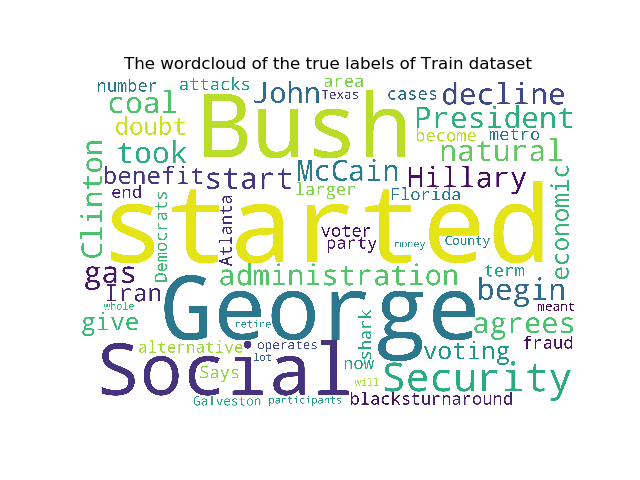 The wordcloud of the true labels of Train dataset
number attacks area
John Texas cases decline
coal Bush President
doubt become metro
took natural
Clinton benefit start McCain Hillary economic
end larger Florida
started
Democrats Atlanta voter
party money County
gas administration term
Iran George begin meant
whole
give retire shark agrees
alternative operates fraud
Social lot now voting
Says will Security
Galveston participants blacksturnaround